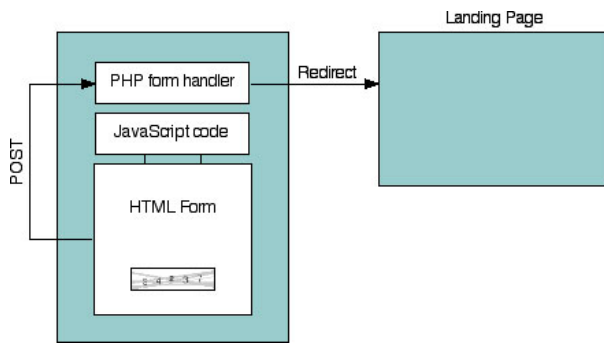 Landing Page
PHP form handler
Redirect
JavaScript code
POST
HTML Form